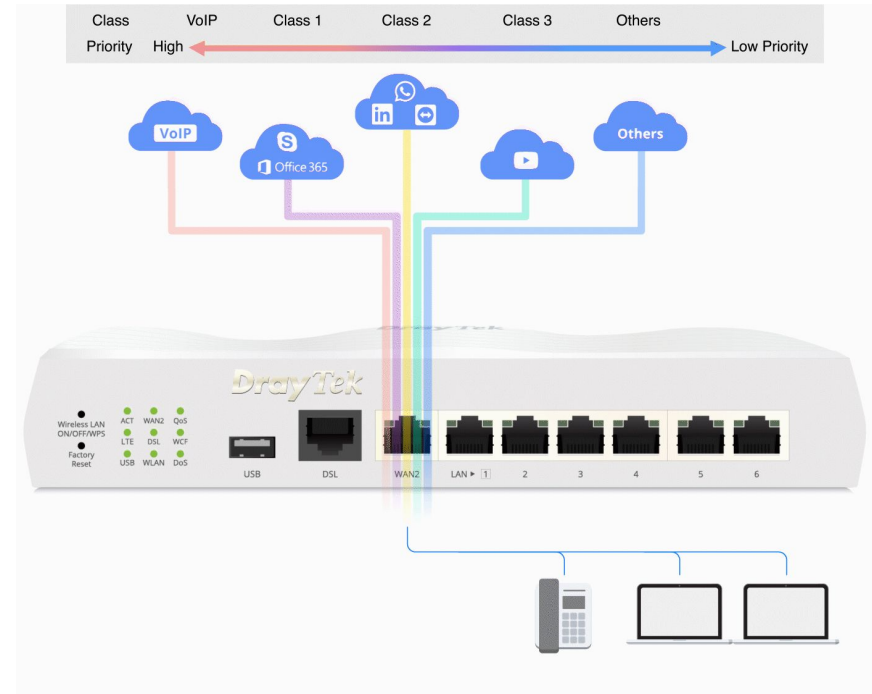 Class VoIP Class 1 Class 2 Class 3 Others
Priority High Low Priority
VoIP
in
S
Office 365
Others
DrayTek
DrayTek
Wireless LAN
ON/OFF/WPS
Factory
Reset
ACT WAN2 QoS
LTE DSL WCF
USB WLAN DoS
USB DSL WAN2 LAN ▶ 1 2 3 4 5 6